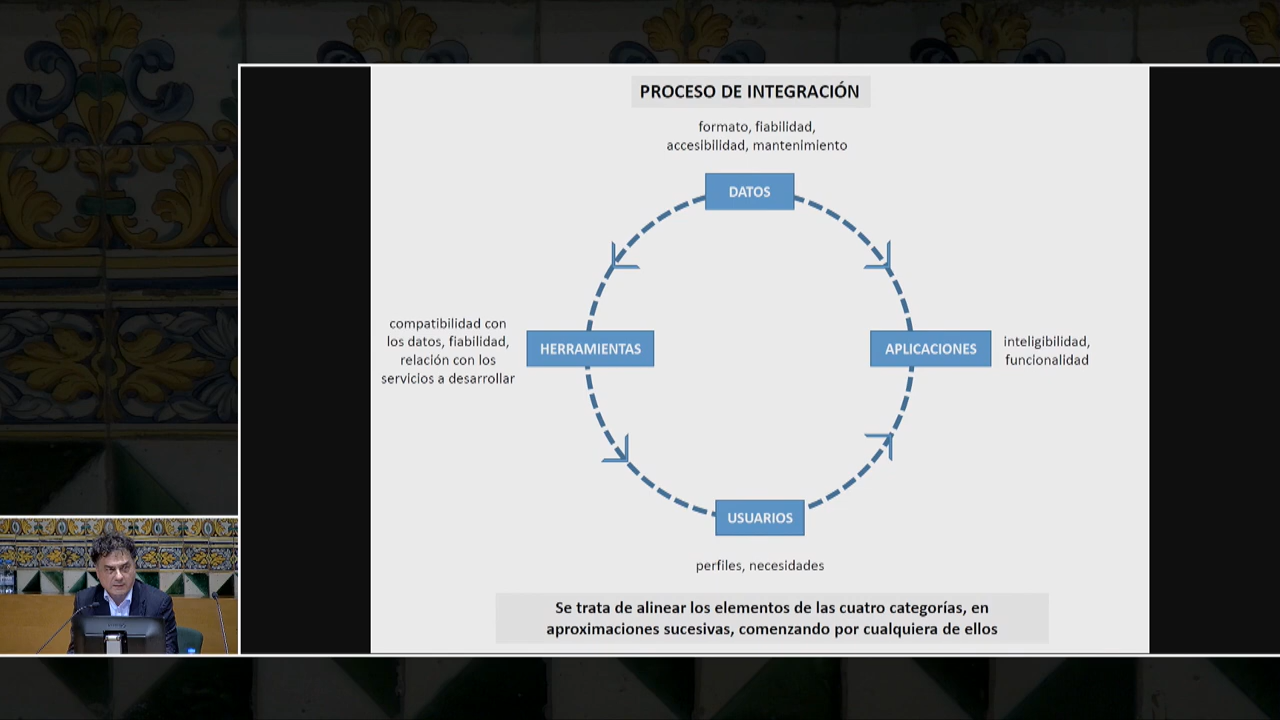 PROCESO DE INTEGRACIÓN
formato, fiabilidad,
accesibilidad, mantenimiento
DATOS
compatibilidad con
los datos, fiabilidad,
relación con los
servicios a desarrollar
HERRAMIENTAS
APLICACIONES
inteligibilidad,
funcionalidad
USUARIOS
perfiles, necesidades
Se trata de alinear los elementos de las cuatro categorías, en
aproximaciones sucesivas, comenzando por cualquiera de ellos